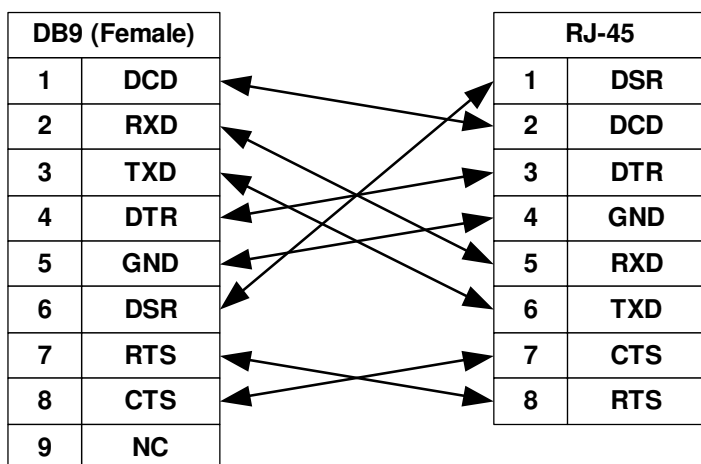 DB9 (Female) RJ-45
1 DCD 1 DSR
2 RXD 2 DCD
3 TXD 3 DTR
4 DTR 4 GND
5 GND 5 RXD
6 DSR 6 TXD
7 RTS 7 CTS
8 CTS 8 RTS
9 NC